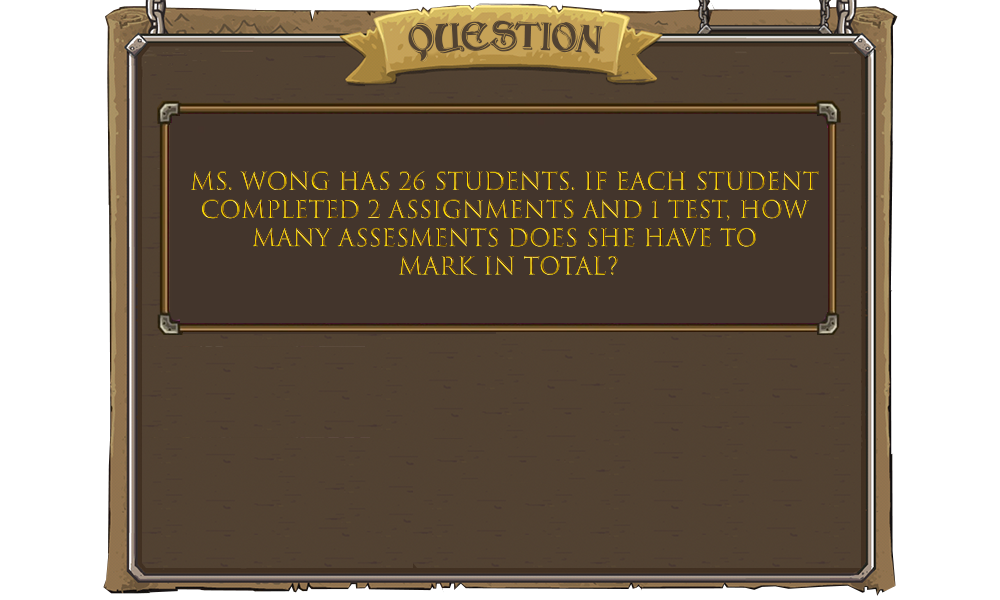 QUESTION
MS. WONG HAS 26 STUDENTS. IF EACH STUDENT
COMPLETED 2 ASSIGNMENTS AND 1 TEST, HOW
MANY ASSESMENTS DOES SHE HAVE TO
MARK IN TOTAL?